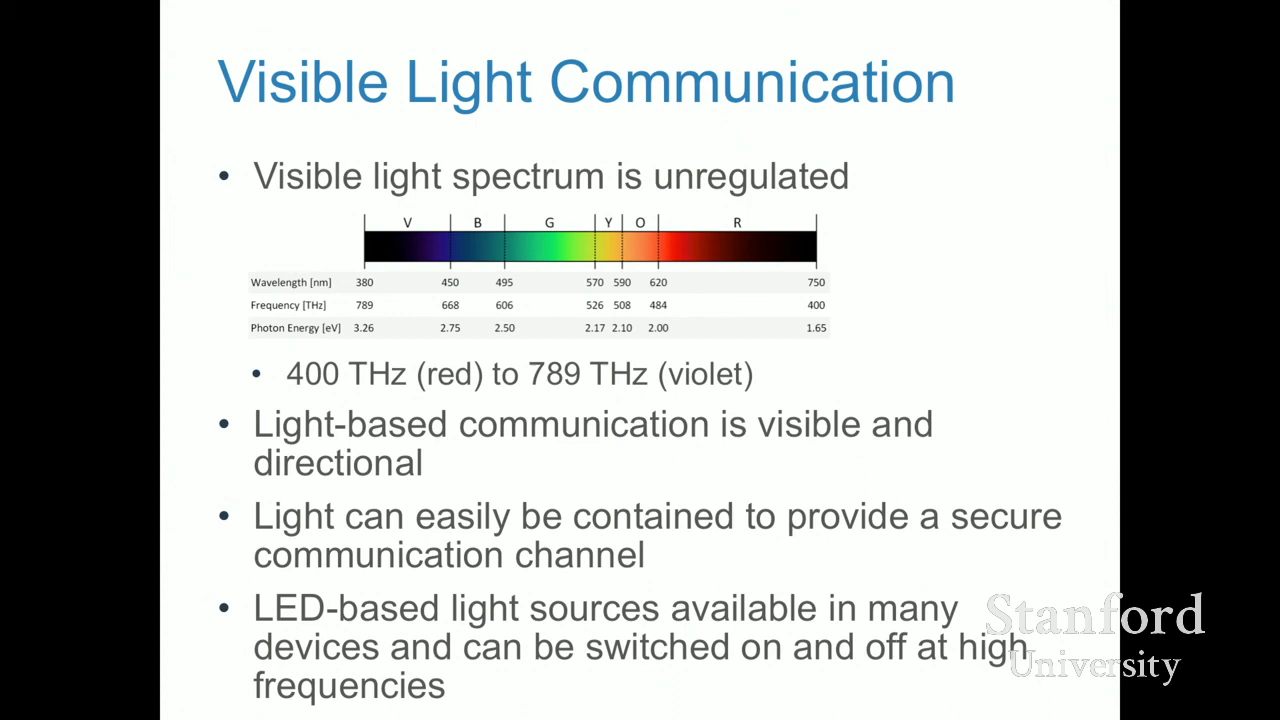 Visible Light Communication
• Visible light spectrum is unregulated
V B G Y O R
Wavelength [nm] 380 450 495 570 590 620 750
Frequency [THz] 789 668 606 526 508 484 400
Photon Energy [eV] 3.26 2.75 2.50 2.17 2.10 2.00 1.65
• 400 THz (red) to 789 THz (violet)
• Light-based communication is visible and
directional
• Light can easily be contained to provide a secure
communication channel
• LED-based light sources available in many
devices and can be switched on and off at high
frequencies
Stanford
University